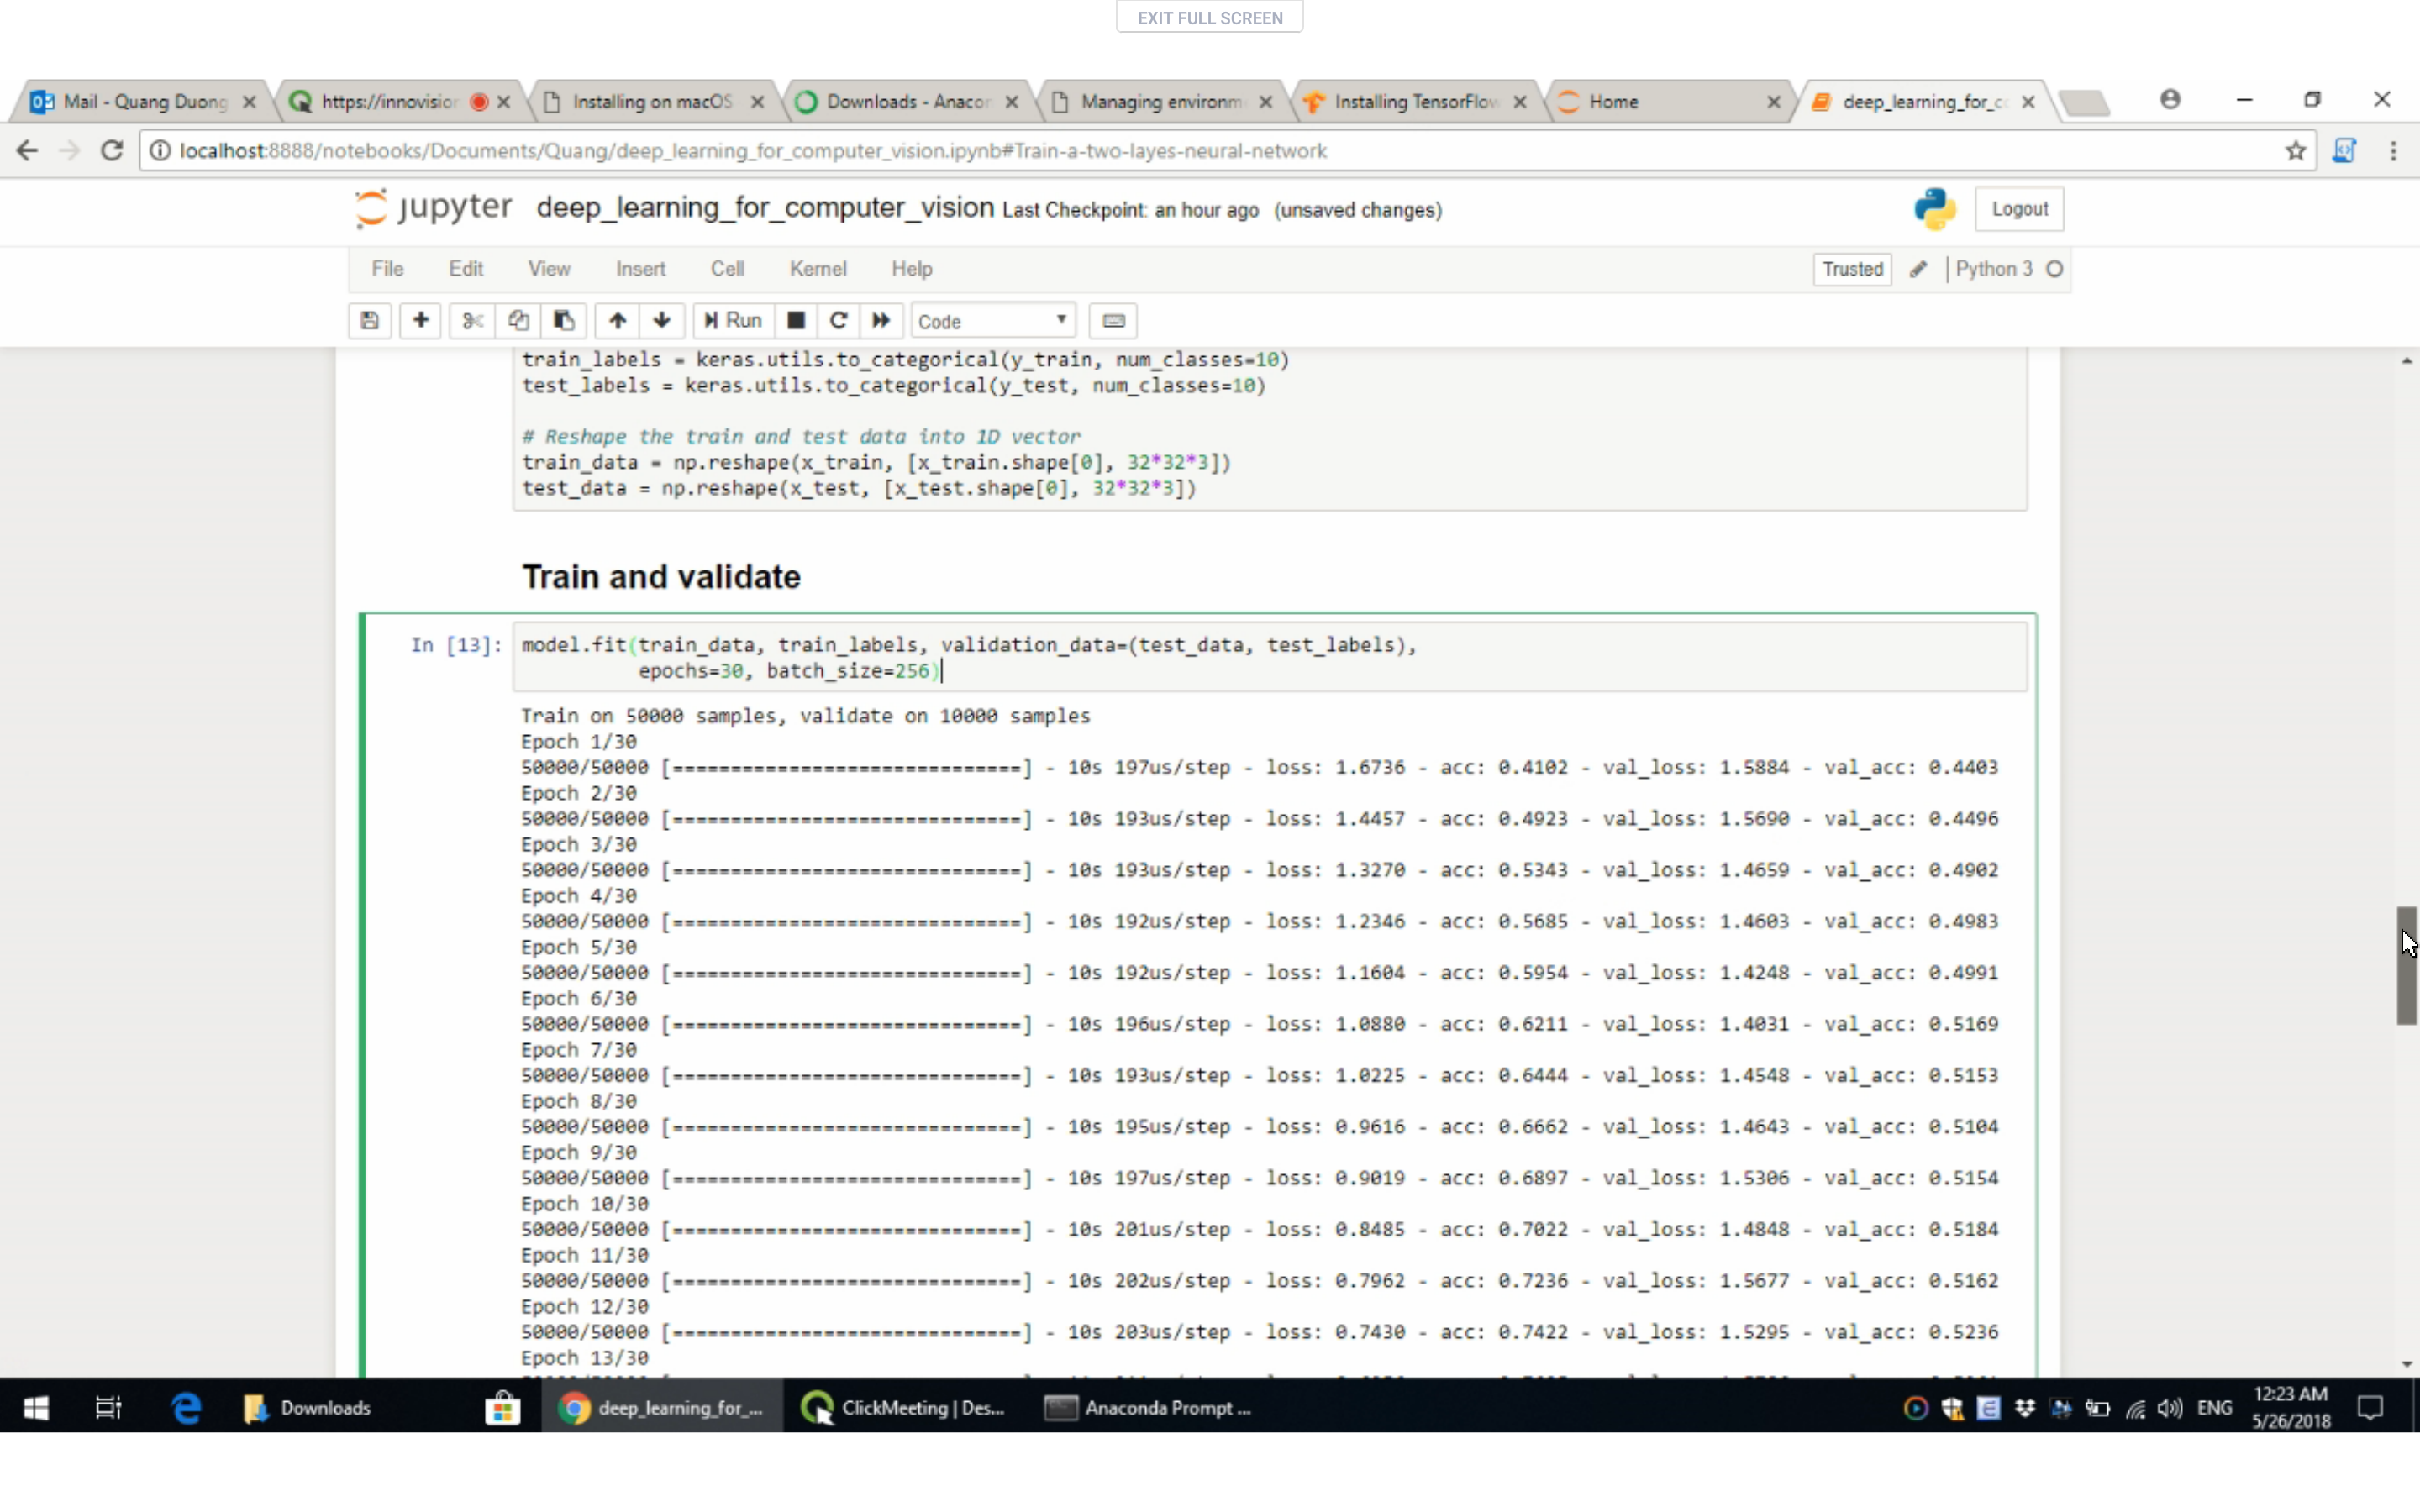 EXIT FULL SCREEN
Mail - Quang Duong
https://innovision
Installing on macOS
Downloads - Anacon
Managing environm
Installing TensorFlow
Home
deep_learning_for_co
localhost:8888/notebooks/Documents/Quang/deep_learning_for_computer_vision.ipynb#Train-a-two-layes-neural-network
jupyter deep_learning_for_computer_vision Last Checkpoint: an hour ago (unsaved changes)
Logout
File Edit View Insert Cell Kernel Help
Trusted
Python 3
Run
Code
train_labels = keras.utils.to_categorical(y_train, num_classes=10)
test_labels = keras.utils.to_categorical(y_test, num_classes=10)
# Reshape the train and test data into 1D vector
train_data = np.reshape(x_train, [x_train.shape[0], 32*32*3])
test_data = np.reshape(x_test, [x_test.shape[0], 32*32*3])
Train and validate
In [13]: model.fit(train_data, train_labels, validation_data=(test_data, test_labels),
epochs=30, batch_size=256)
Train on 50000 samples, validate on 10000 samples
Epoch 1/30
50000/50000 [==============================] - 10s 197us/step - loss: 1.6736 - acc: 0.4102 - val_loss: 1.5884 - val_acc: 0.4403
Epoch 2/30
50000/50000 [==============================] - 10s 193us/step - loss: 1.4457 - acc: 0.4923 - val_loss: 1.5690 - val_acc: 0.4496
Epoch 3/30
50000/50000 [==============================] - 10s 193us/step - loss: 1.3270 - acc: 0.5343 - val_loss: 1.4659 - val_acc: 0.4902
Epoch 4/30
50000/50000 [==============================] - 10s 192us/step - loss: 1.2346 - acc: 0.5685 - val_loss: 1.4603 - val_acc: 0.4983
Epoch 5/30
50000/50000 [==============================] - 10s 192us/step - loss: 1.1604 - acc: 0.5954 - val_loss: 1.4248 - val_acc: 0.4991
Epoch 6/30
50000/50000 [==============================] - 10s 196us/step - loss: 1.0880 - acc: 0.6211 - val_loss: 1.4031 - val_acc: 0.5169
Epoch 7/30
50000/50000 [==============================] - 10s 193us/step - loss: 1.0225 - acc: 0.6444 - val_loss: 1.4548 - val_acc: 0.5153
Epoch 8/30
50000/50000 [==============================] - 10s 195us/step - loss: 0.9616 - acc: 0.6662 - val_loss: 1.4643 - val_acc: 0.5104
Epoch 9/30
50000/50000 [==============================] - 10s 197us/step - loss: 0.9019 - acc: 0.6897 - val_loss: 1.5306 - val_acc: 0.5154
Epoch 10/30
50000/50000 [==============================] - 10s 201us/step - loss: 0.8485 - acc: 0.7022 - val_loss: 1.4848 - val_acc: 0.5184
Epoch 11/30
50000/50000 [==============================] - 10s 202us/step - loss: 0.7962 - acc: 0.7236 - val_loss: 1.5677 - val_acc: 0.5162
Epoch 12/30
50000/50000 [==============================] - 10s 203us/step - loss: 0.7430 - acc: 0.7422 - val_loss: 1.5295 - val_acc: 0.5236
Epoch 13/30
Downloads
deep_learning_for_...
ClickMeeting | Des...
Anaconda Prompt ...
ENG
12:23 AM
5/26/2018